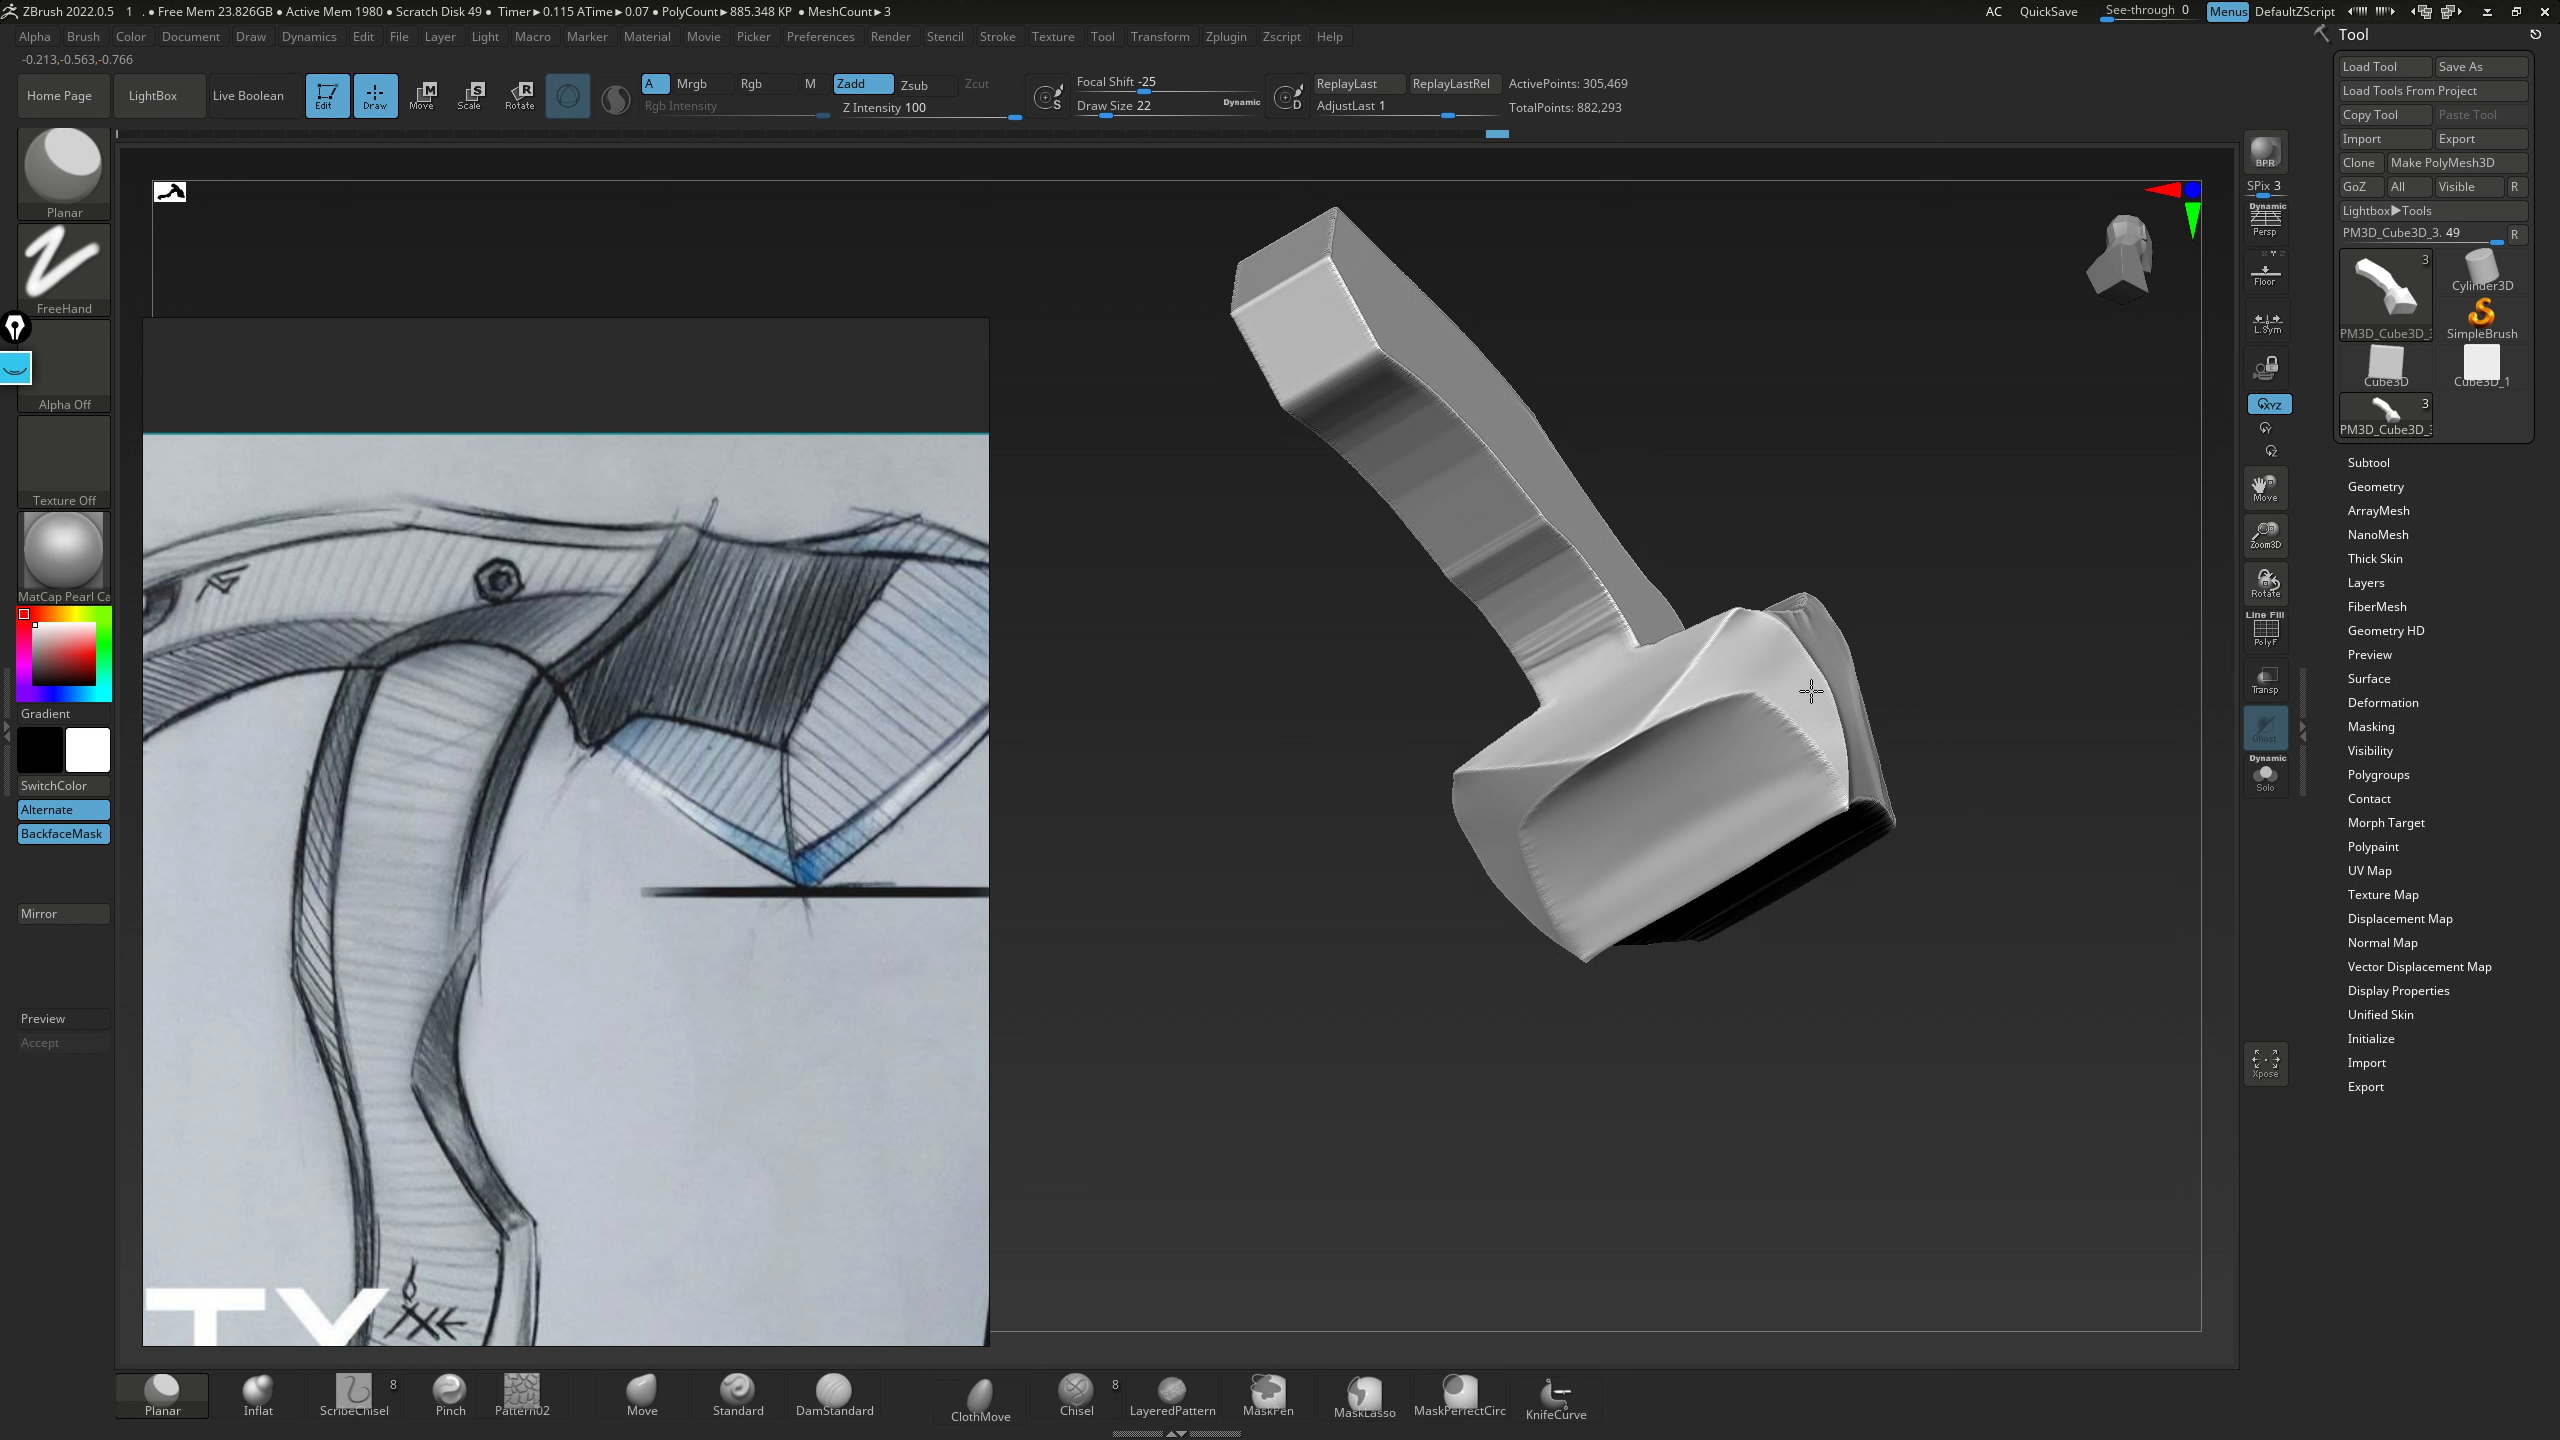 ZBrush 2022.0.5 1 . • Free Mem 23.826GB • Active Mem 1980 • Scratch Disk 49 • Timer►0.115 ATime►0.07 • PolyCount►885.348 KP • MeshCount►3
AC QuickSave See-through 0 Menus DefaultZScript
Alpha Brush Color Document Draw Dynamics Edit File Layer Light Macro Marker Material Movie Picker Preferences Render Stencil Stroke Texture Tool Transform Zplugin Zscript Help
-0.213,-0.563,-0.766
Home Page LightBox Live Boolean Edit Draw Move Scale Rotate
A Mrgb Rgb M Zadd Zsub Zcut
Rgb Intensity Z Intensity 100
Focal Shift -25
Draw Size 22 Dynamic
S D
ReplayLast ReplayLastRel ActivePoints: 305,469
AdjustLast 1 TotalPoints: 882,293
Planar
FreeHand
Alpha Off
Texture Off
MatCap Pearl Ca
Gradient
SwitchColor
Alternate
BackfaceMask
Mirror
Preview
Accept
TY
BPR
SPix 3
Dynamic
Persp
Floor
L.Sym
XYZ
Y
Z
Move
Zoom3D
Rotate
Line Fill
PolyF
Transp
Ghost
Dynamic
Solo
Xpose
Tool
Load Tool Save As
Load Tools From Project
Copy Tool Paste Tool
Import Export
Clone Make PolyMesh3D
GoZ All Visible R
Lightbox►Tools
PM3D_Cube3D_3. 49 R
3
Cylinder3D
PM3D_Cube3D_3 SimpleBrush
Cube3D Cube3D_1
3
PM3D_Cube3D_3
Subtool
Geometry
ArrayMesh
NanoMesh
Thick Skin
Layers
FiberMesh
Geometry HD
Preview
Surface
Deformation
Masking
Visibility
Polygroups
Contact
Morph Target
Polypaint
UV Map
Texture Map
Displacement Map
Normal Map
Vector Displacement Map
Display Properties
Unified Skin
Initialize
Import
Export
8 8
Planar Inflat ScribeChisel Pinch Pattern02 Move Standard DamStandard ClothMove Chisel LayeredPattern MaskPen MaskLasso MaskPerfectCirc KnifeCurve